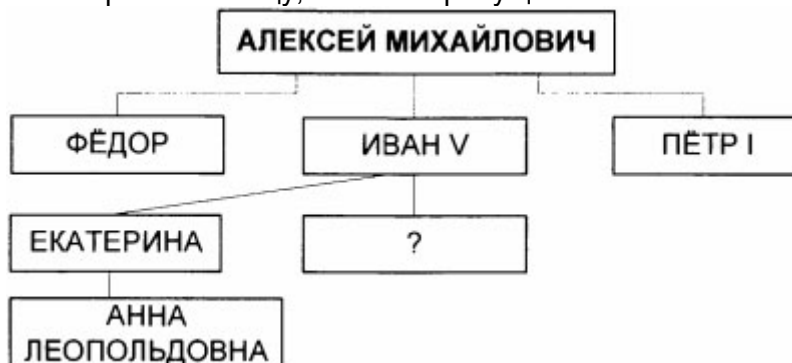 АЛЕКСЕЙ МИХАЙЛОВИЧ
ФЁДОР
ИВАН V
ПЁТР I
ЕКАТЕРИНА
?
АННА
ЛЕОПОЛЬДОВНА